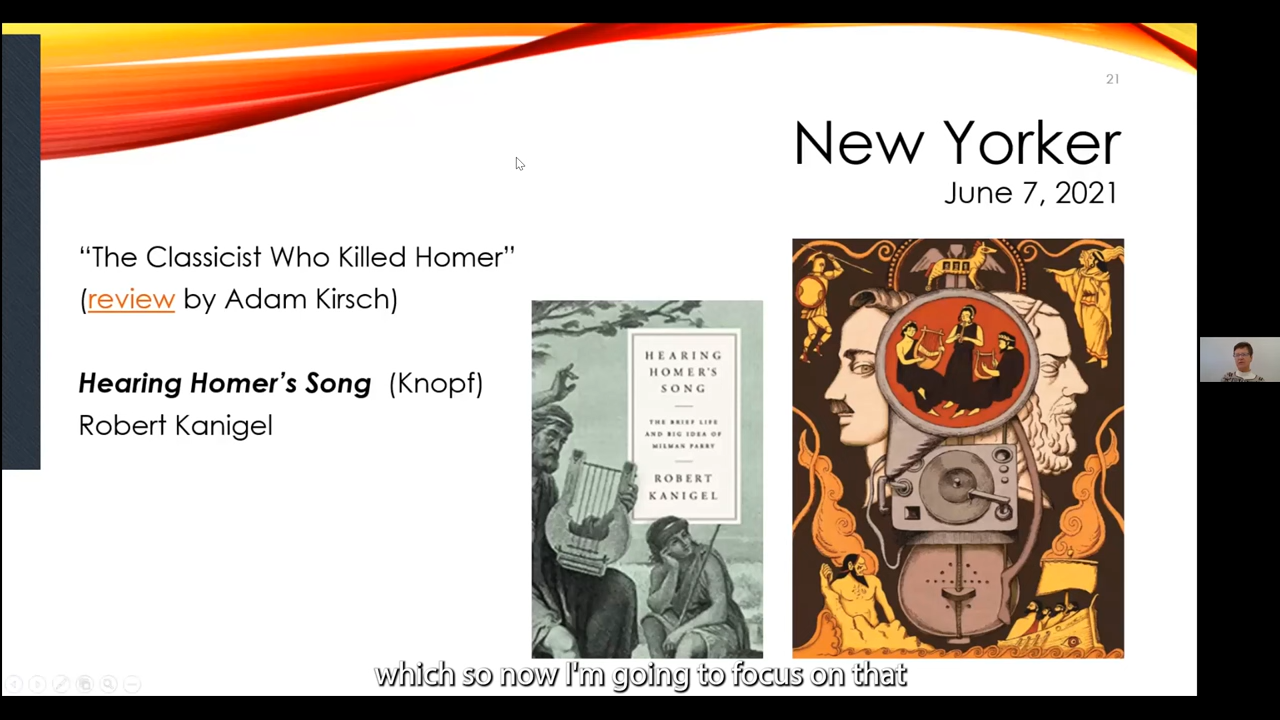 21
New Yorker
June 7, 2021
“The Classicist Who Killed Homer”
(review by Adam Kirsch)
Hearing Homer’s Song (Knopf)
Robert Kanigel
HEARING
HOMER'S
SONG
THE BRIEF LIFE
AND BIG IDEA OF
MILMAN PARRY
ROBERT
KANIGEL
which so now I'm going to focus on that